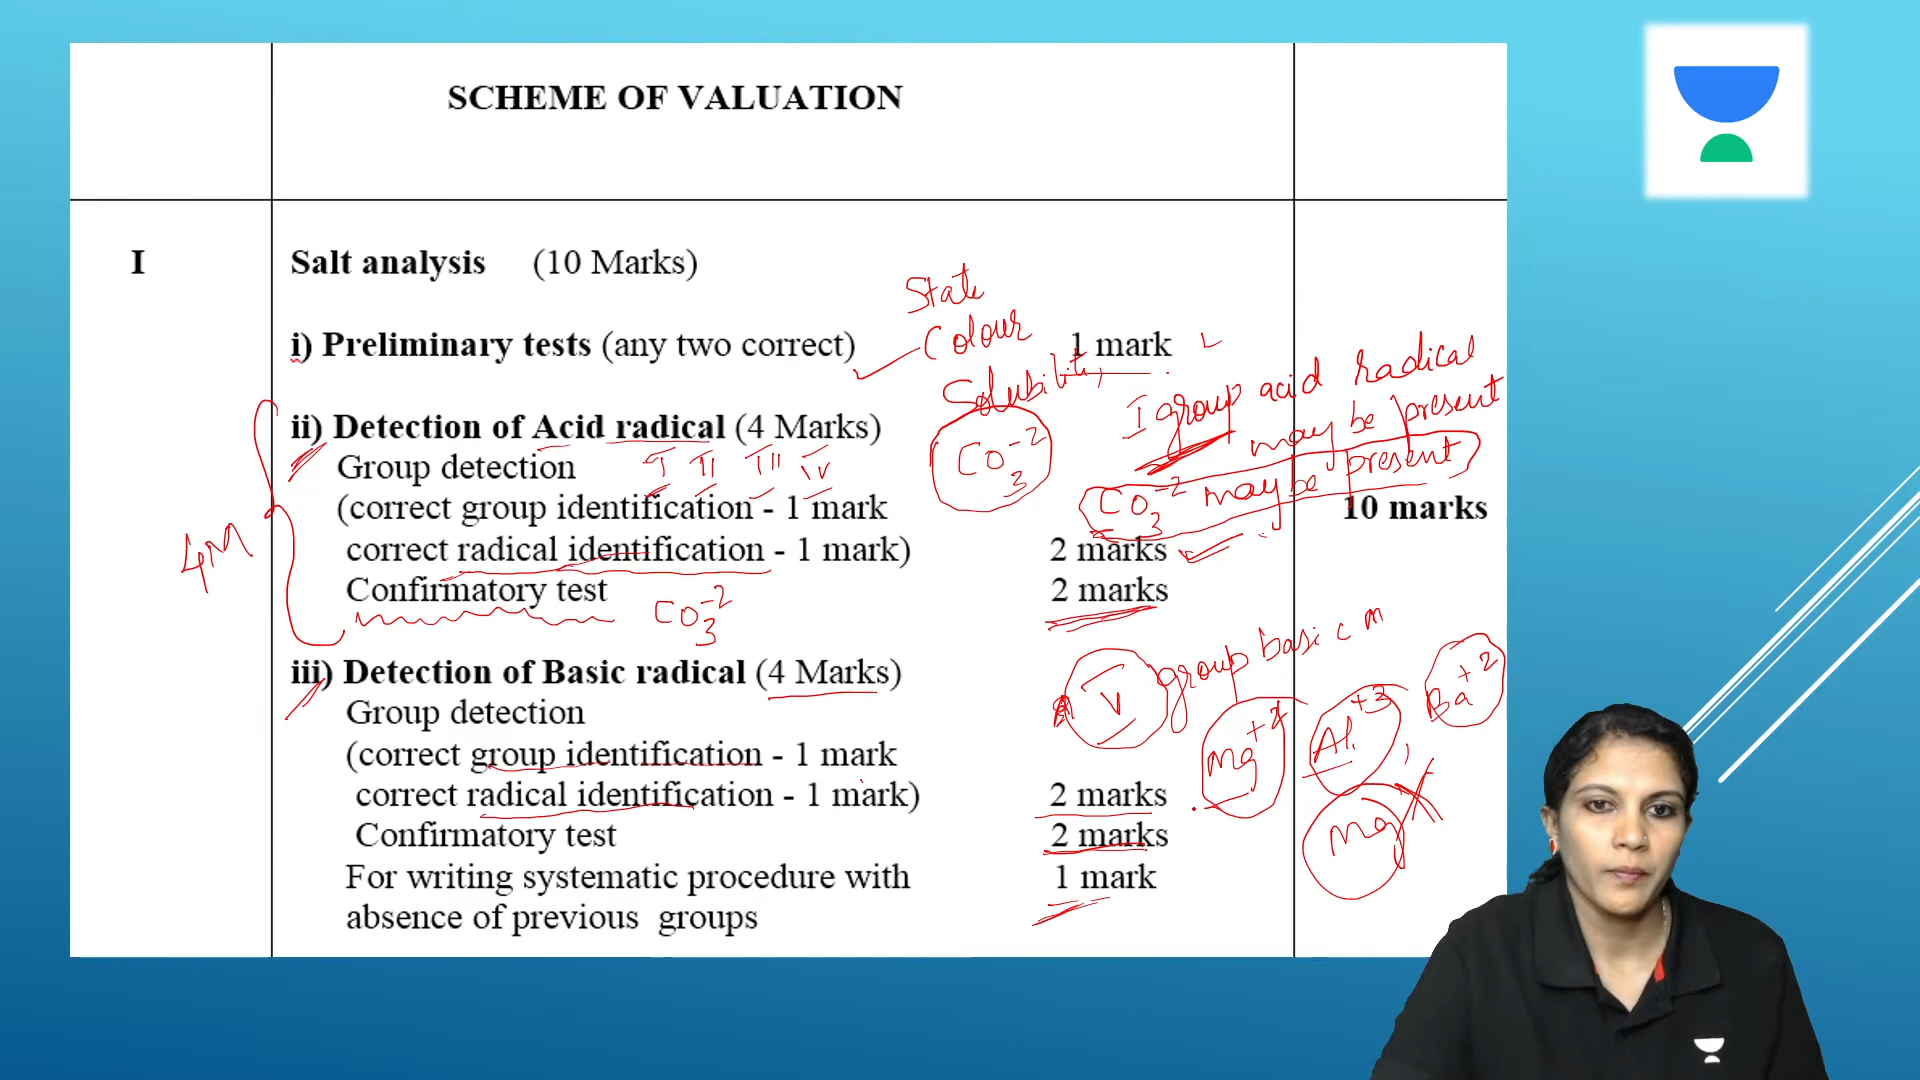 SCHEME OF VALUATION
I
Salt analysis (10 Marks)
State
i) Preliminary tests (any two correct) Colour 1 mark
Solubility
I group acid radical
may be present
ii) Detection of Acid radical (4 Marks)
Group detection I II III IV CO3-2
CO3-2 may be present
(correct group identification - 1 mark 10 marks
4M
correct radical identification - 1 mark) 2 marks
Confirmatory test CO3-2 2 marks
iii) Detection of Basic radical (4 Marks)
V group basic
Group detection
Mg+2 Al+3, Ba+2
(correct group identification - 1 mark
correct radical identification - 1 mark) 2 marks
Confirmatory test 2 marks Mg
For writing systematic procedure with 1 mark
absence of previous groups